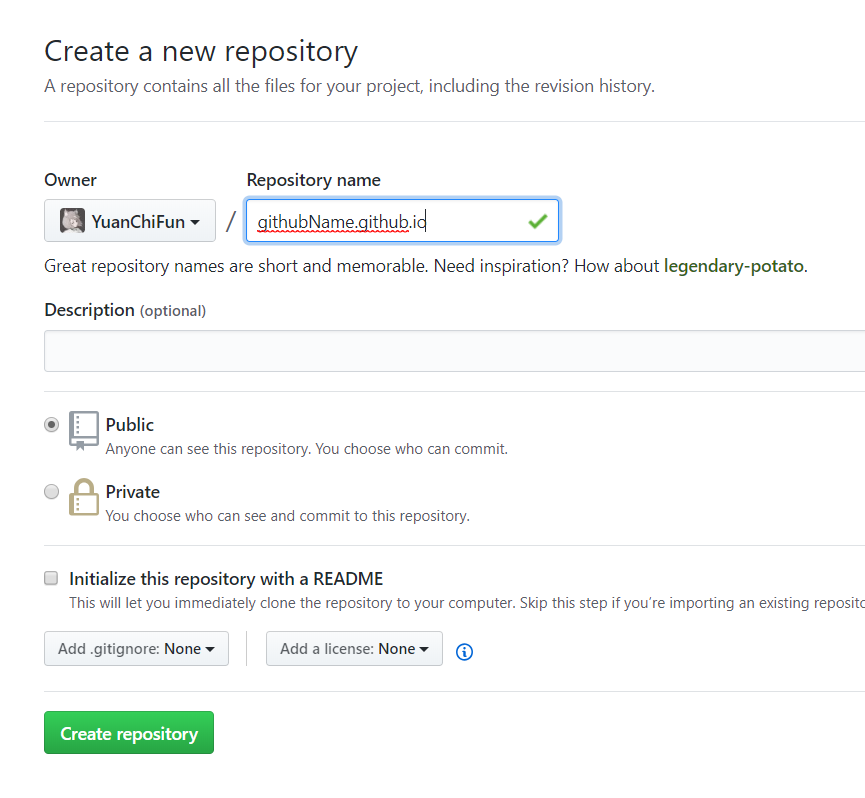 Create a new repository
A repository contains all the files for your project, including the revision history.
Owner
Repository name
YuanChiFun
/
githubName.github.io
Great repository names are short and memorable. Need inspiration? How about legendary-potato.
Description (optional)
Public
Anyone can see this repository. You choose who can commit.
Private
You choose who can see and commit to this repository.
Initialize this repository with a README
This will let you immediately clone the repository to your computer. Skip this step if you’re importing an existing
Add .gitignore: None
Add a license: None
Create repository